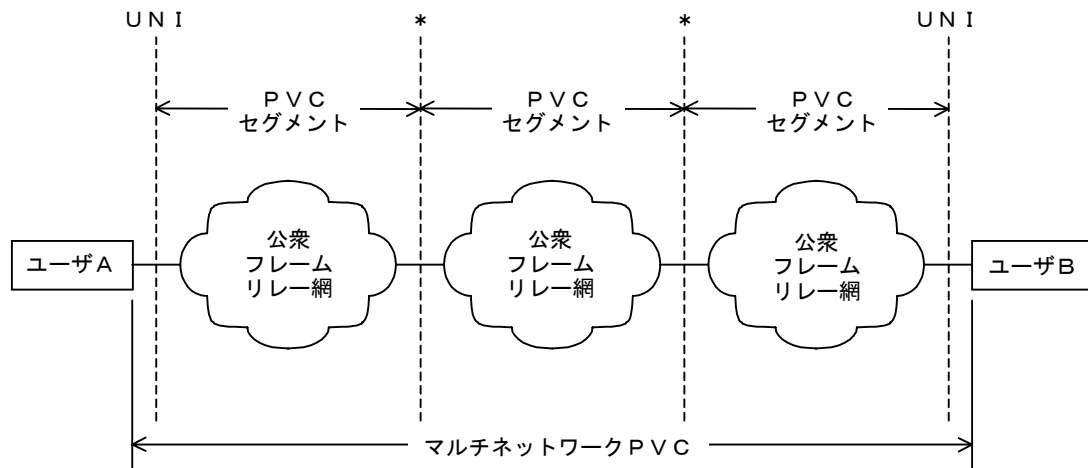 UNI
*
*
UNI
PVC
セグメント
PVC
セグメント
PVC
セグメント
ユーザA
公衆
フレーム
リレー網
公衆
フレーム
リレー網
公衆
フレーム
リレー網
ユーザB
マルチネットワークPVC